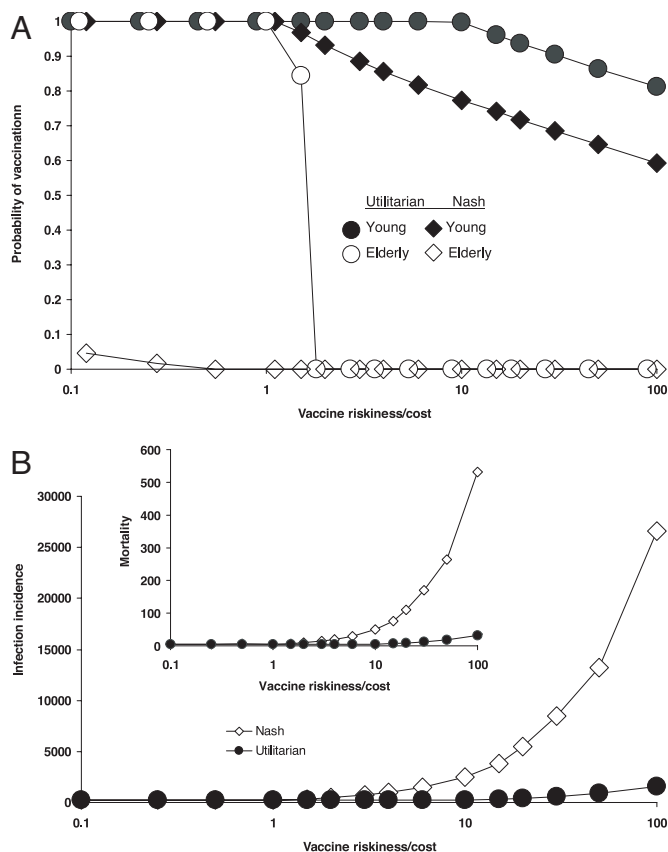 A
1
0.9
0.8
0.7
0.6
0.5
0.4
0.3
0.2
0.1
0
Probability of vaccinationn
Utilitarian Nash
Young Young
Elderly Elderly
0.1 1 10 100
Vaccine riskiness/cost
B
600
500
400
300
200
100
0
Mortality
0.1 1 10 100
Vaccine riskiness/cost
30000
25000
20000
15000
10000
5000
0
Infection incidence
Nash
Utilitarian
0.1 1 10 100
Vaccine riskiness/cost